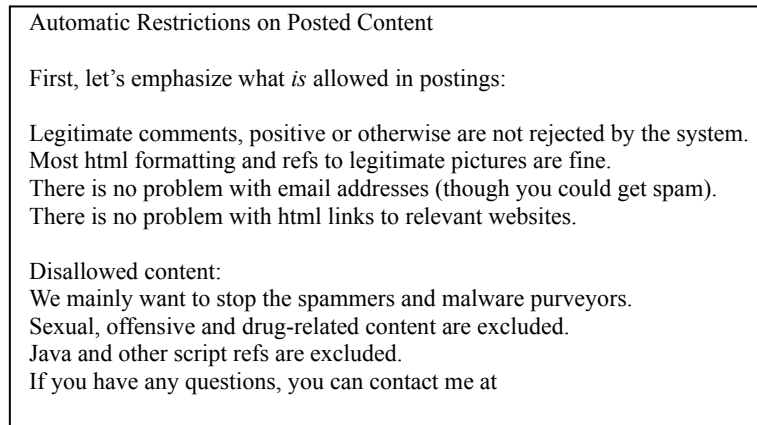 Automatic Restrictions on Posted Content
First, let’s emphasize what is allowed in postings:
Legitimate comments, positive or otherwise are not rejected by the system.
Most html formatting and refs to legitimate pictures are fine.
There is no problem with email addresses (though you could get spam).
There is no problem with html links to relevant websites.
Disallowed content:
We mainly want to stop the spammers and malware purveyors.
Sexual, offensive and drug-related content are excluded.
Java and other script refs are excluded.
If you have any questions, you can contact me at